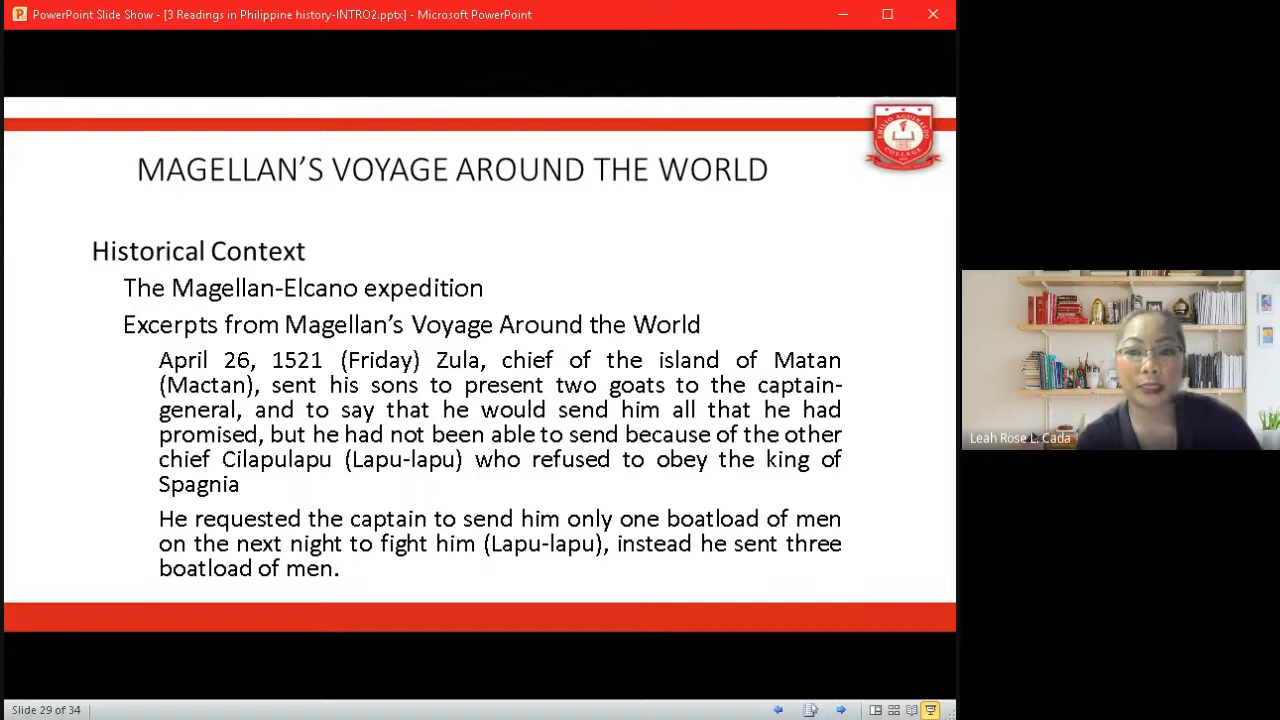 PowerPoint Slide Show - [3 Readings in Philippine history-INTRO2.pptx] - Microsoft PowerPoint
EMILIO AGUINALDO
COLLEGE
MAGELLAN'S VOYAGE AROUND THE WORLD
Historical Context
The Magellan-Elcano expedition
Excerpts from Magellan's Voyage Around the World
April 26, 1521 (Friday) Zula, chief of the island of Matan
(Mactan), sent his sons to present two goats to the captain-
general, and to say that he would send him all that he had
promised, but he had not been able to send because of the other
chief Cilapulapu (Lapu-lapu) who refused to obey the king of
Spagnia
He requested the captain to send him only one boatload of men
on the next night to fight him (Lapu-lapu), instead he sent three
boatload of men.
Leah Rose L. Cada
Slide 29 of 34